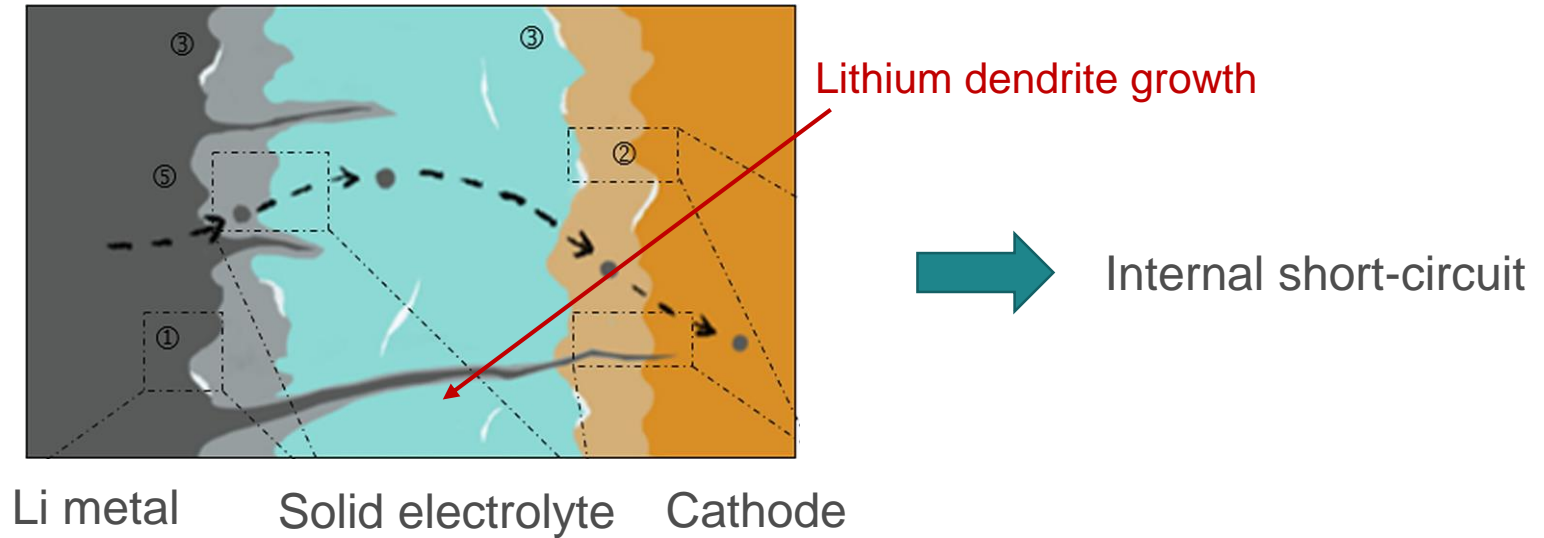 ③
③
Lithium dendrite growth
②
⑤
Internal short-circuit
①
Li metal
Solid electrolyte
Cathode